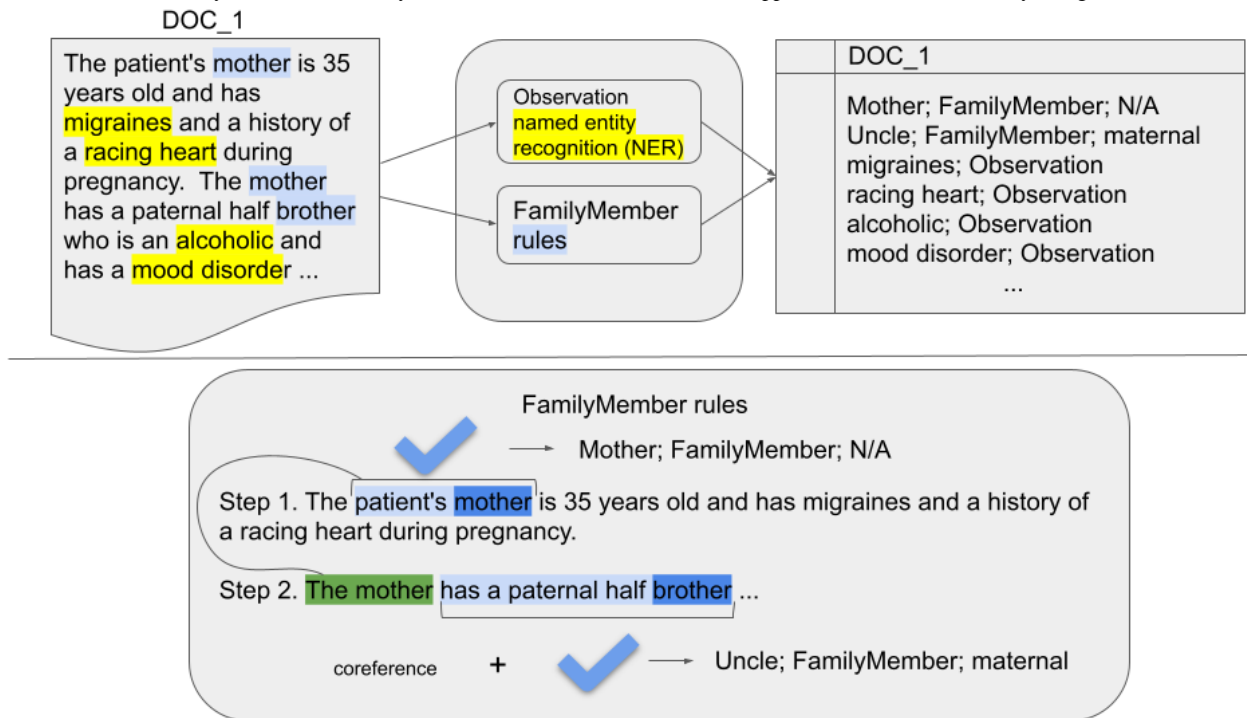 DOC_1
The patient's mother is 35
years old and has
migraines and a history of
a racing heart during
pregnancy. The mother
has a paternal half brother
who is an alcoholic and
has a mood disorder ...
Observation
named entity
recognition (NER)
FamilyMember
rules
DOC_1
Mother; FamilyMember; N/A
Uncle; FamilyMember; maternal
migraines; Observation
racing heart; Observation
alcoholic; Observation
mood disorder; Observation
...
FamilyMember rules
Mother; FamilyMember; N/A
Step 1. The patient's mother is 35 years old and has migraines and a history of
a racing heart during pregnancy.
Step 2. The mother has a paternal half brother ...
coreference + Uncle; FamilyMember; maternal